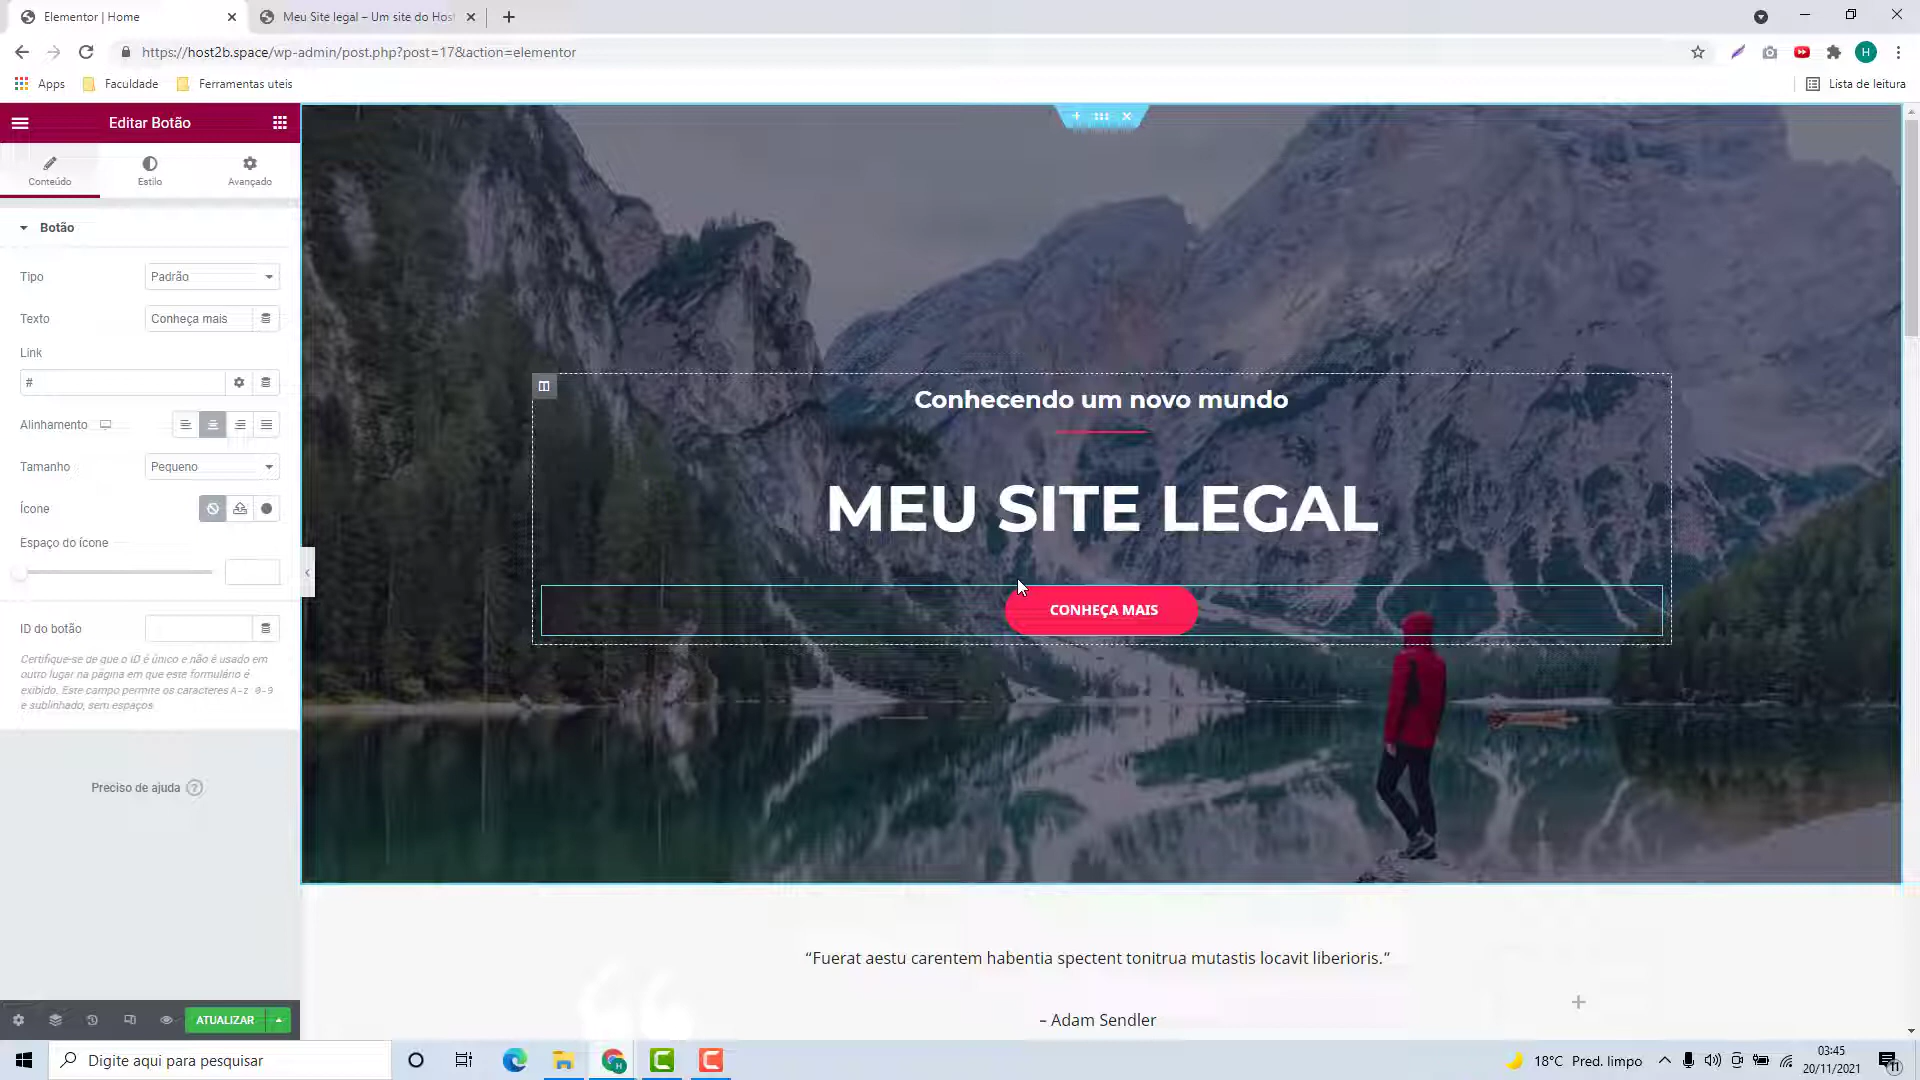 Elementor | Home
Meu Site legal – Um site do Host
https://host2b.space/wp-admin/post.php?post=17&action=elementor
Apps
Faculdade
Ferramentas uteis
Lista de leitura
H
Editar Botão
Conteúdo
Estilo
Avançado
Botão
Tipo
Padrão
Texto
Conheça mais
Link
#
Alinhamento
Tamanho
Pequeno
Ícone
Espaço do ícone
ID do botão
Certifique-se de que o ID é único e não é usado em
outro lugar na página em que este formulário é
exibido. Este campo permite os caracteres A-z 0-9
e sublinhado, sem espaços
Preciso de ajuda
ATUALIZAR
Conhecendo um novo mundo
MEU SITE LEGAL
CONHEÇA MAIS
“Fuerat aestu carentem habentia spectent tonitrua mutastis locavit liberioris.”
– Adam Sendler
Digite aqui para pesquisar
18°C Pred. limpo
03:45
20/11/2021
11